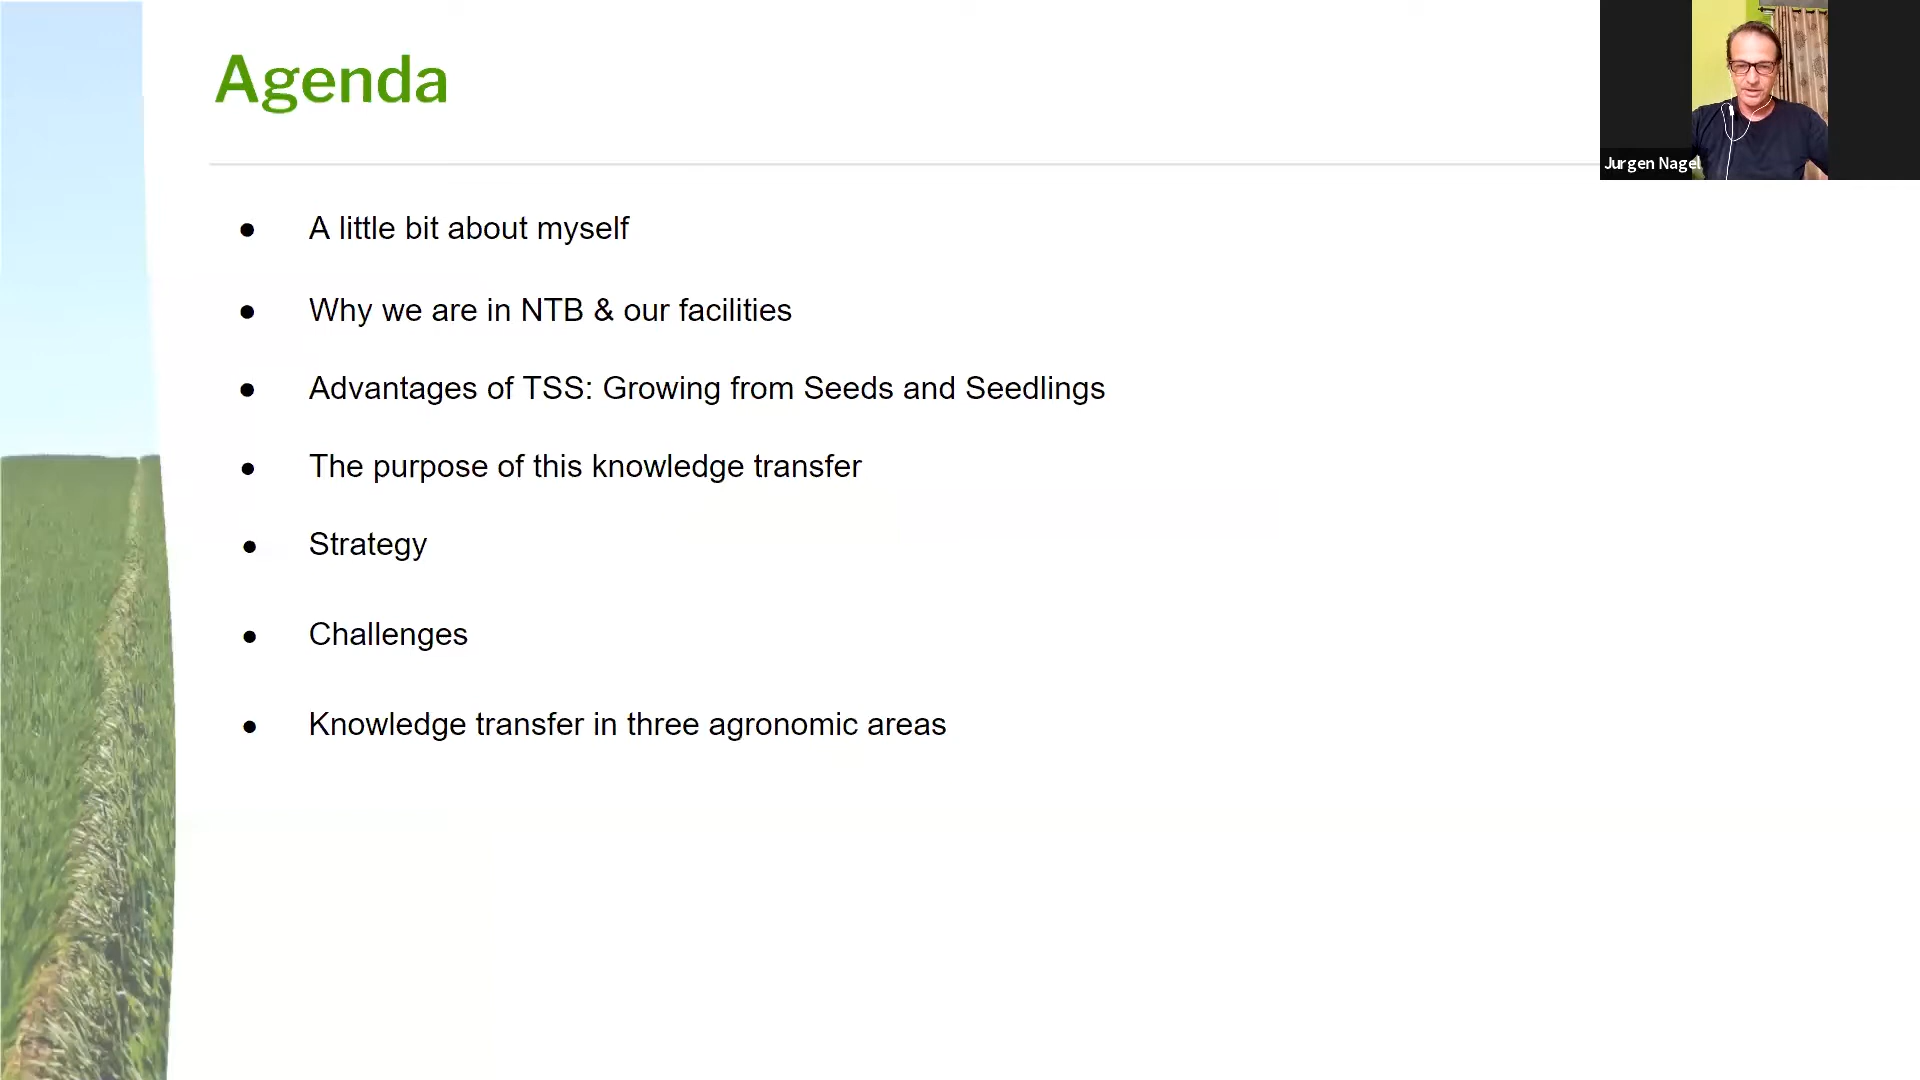 Agenda
Jurgen Nagel
● A little bit about myself
● Why we are in NTB & our facilities
● Advantages of TSS: Growing from Seeds and Seedlings
● The purpose of this knowledge transfer
● Strategy
● Challenges
● Knowledge transfer in three agronomic areas